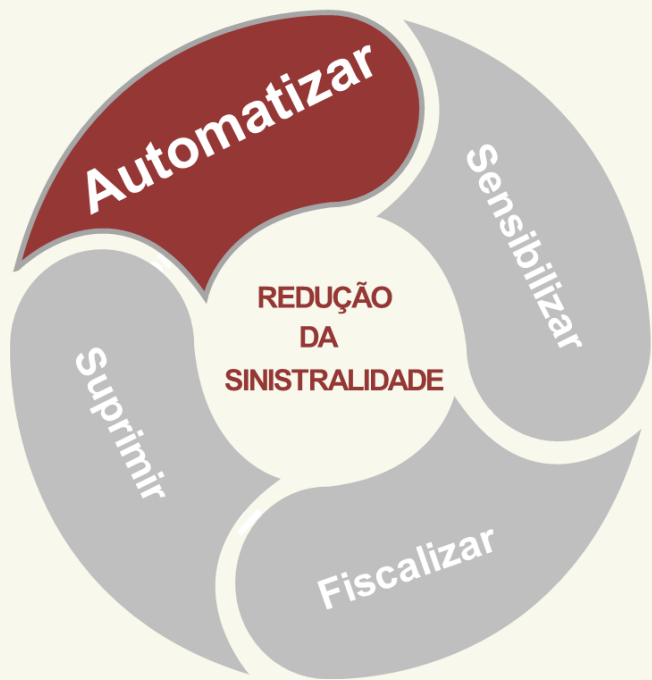 Automatizar
Sensibilizar
REDUÇÃO
DA
SINISTRALIDADE
Suprimir
Fiscalizar